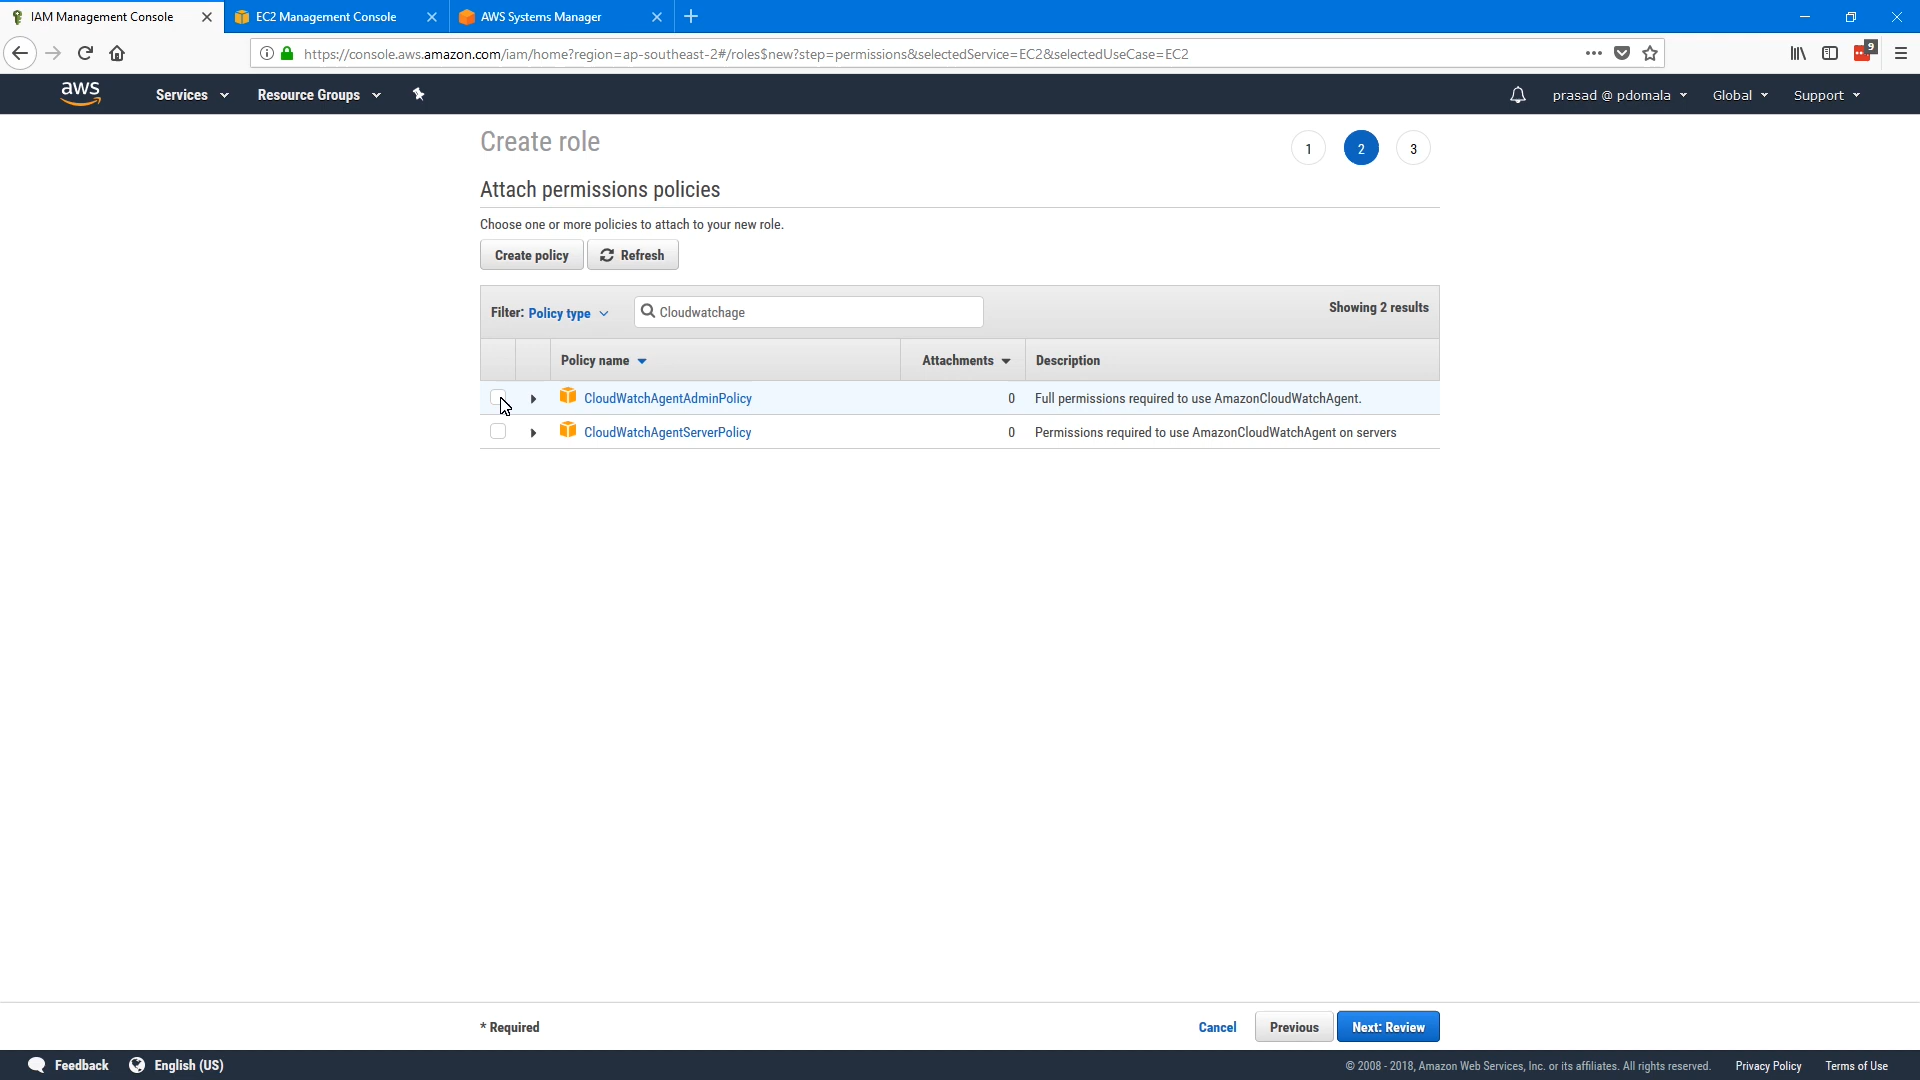 IAM Management Console
EC2 Management Console
AWS Systems Manager
https://console.aws.amazon.com/iam/home?region=ap-southeast-2#/roles$new?step=permissions&selectedService=EC2&selectedUseCase=EC2
9
aws
Services
Resource Groups
prasad @ pdomala
Global
Support
Create role
1
2
3
Attach permissions policies
Choose one or more policies to attach to your new role.
Create policy
Refresh
Filter: Policy type
Cloudwatchage
Showing 2 results
Policy name
Attachments
Description
CloudWatchAgentAdminPolicy
0
Full permissions required to use AmazonCloudWatchAgent.
CloudWatchAgentServerPolicy
0
Permissions required to use AmazonCloudWatchAgent on servers
* Required
Cancel
Previous
Next: Review
Feedback
English (US)
© 2008 - 2018, Amazon Web Services, Inc. or its affiliates. All rights reserved.
Privacy Policy
Terms of Use